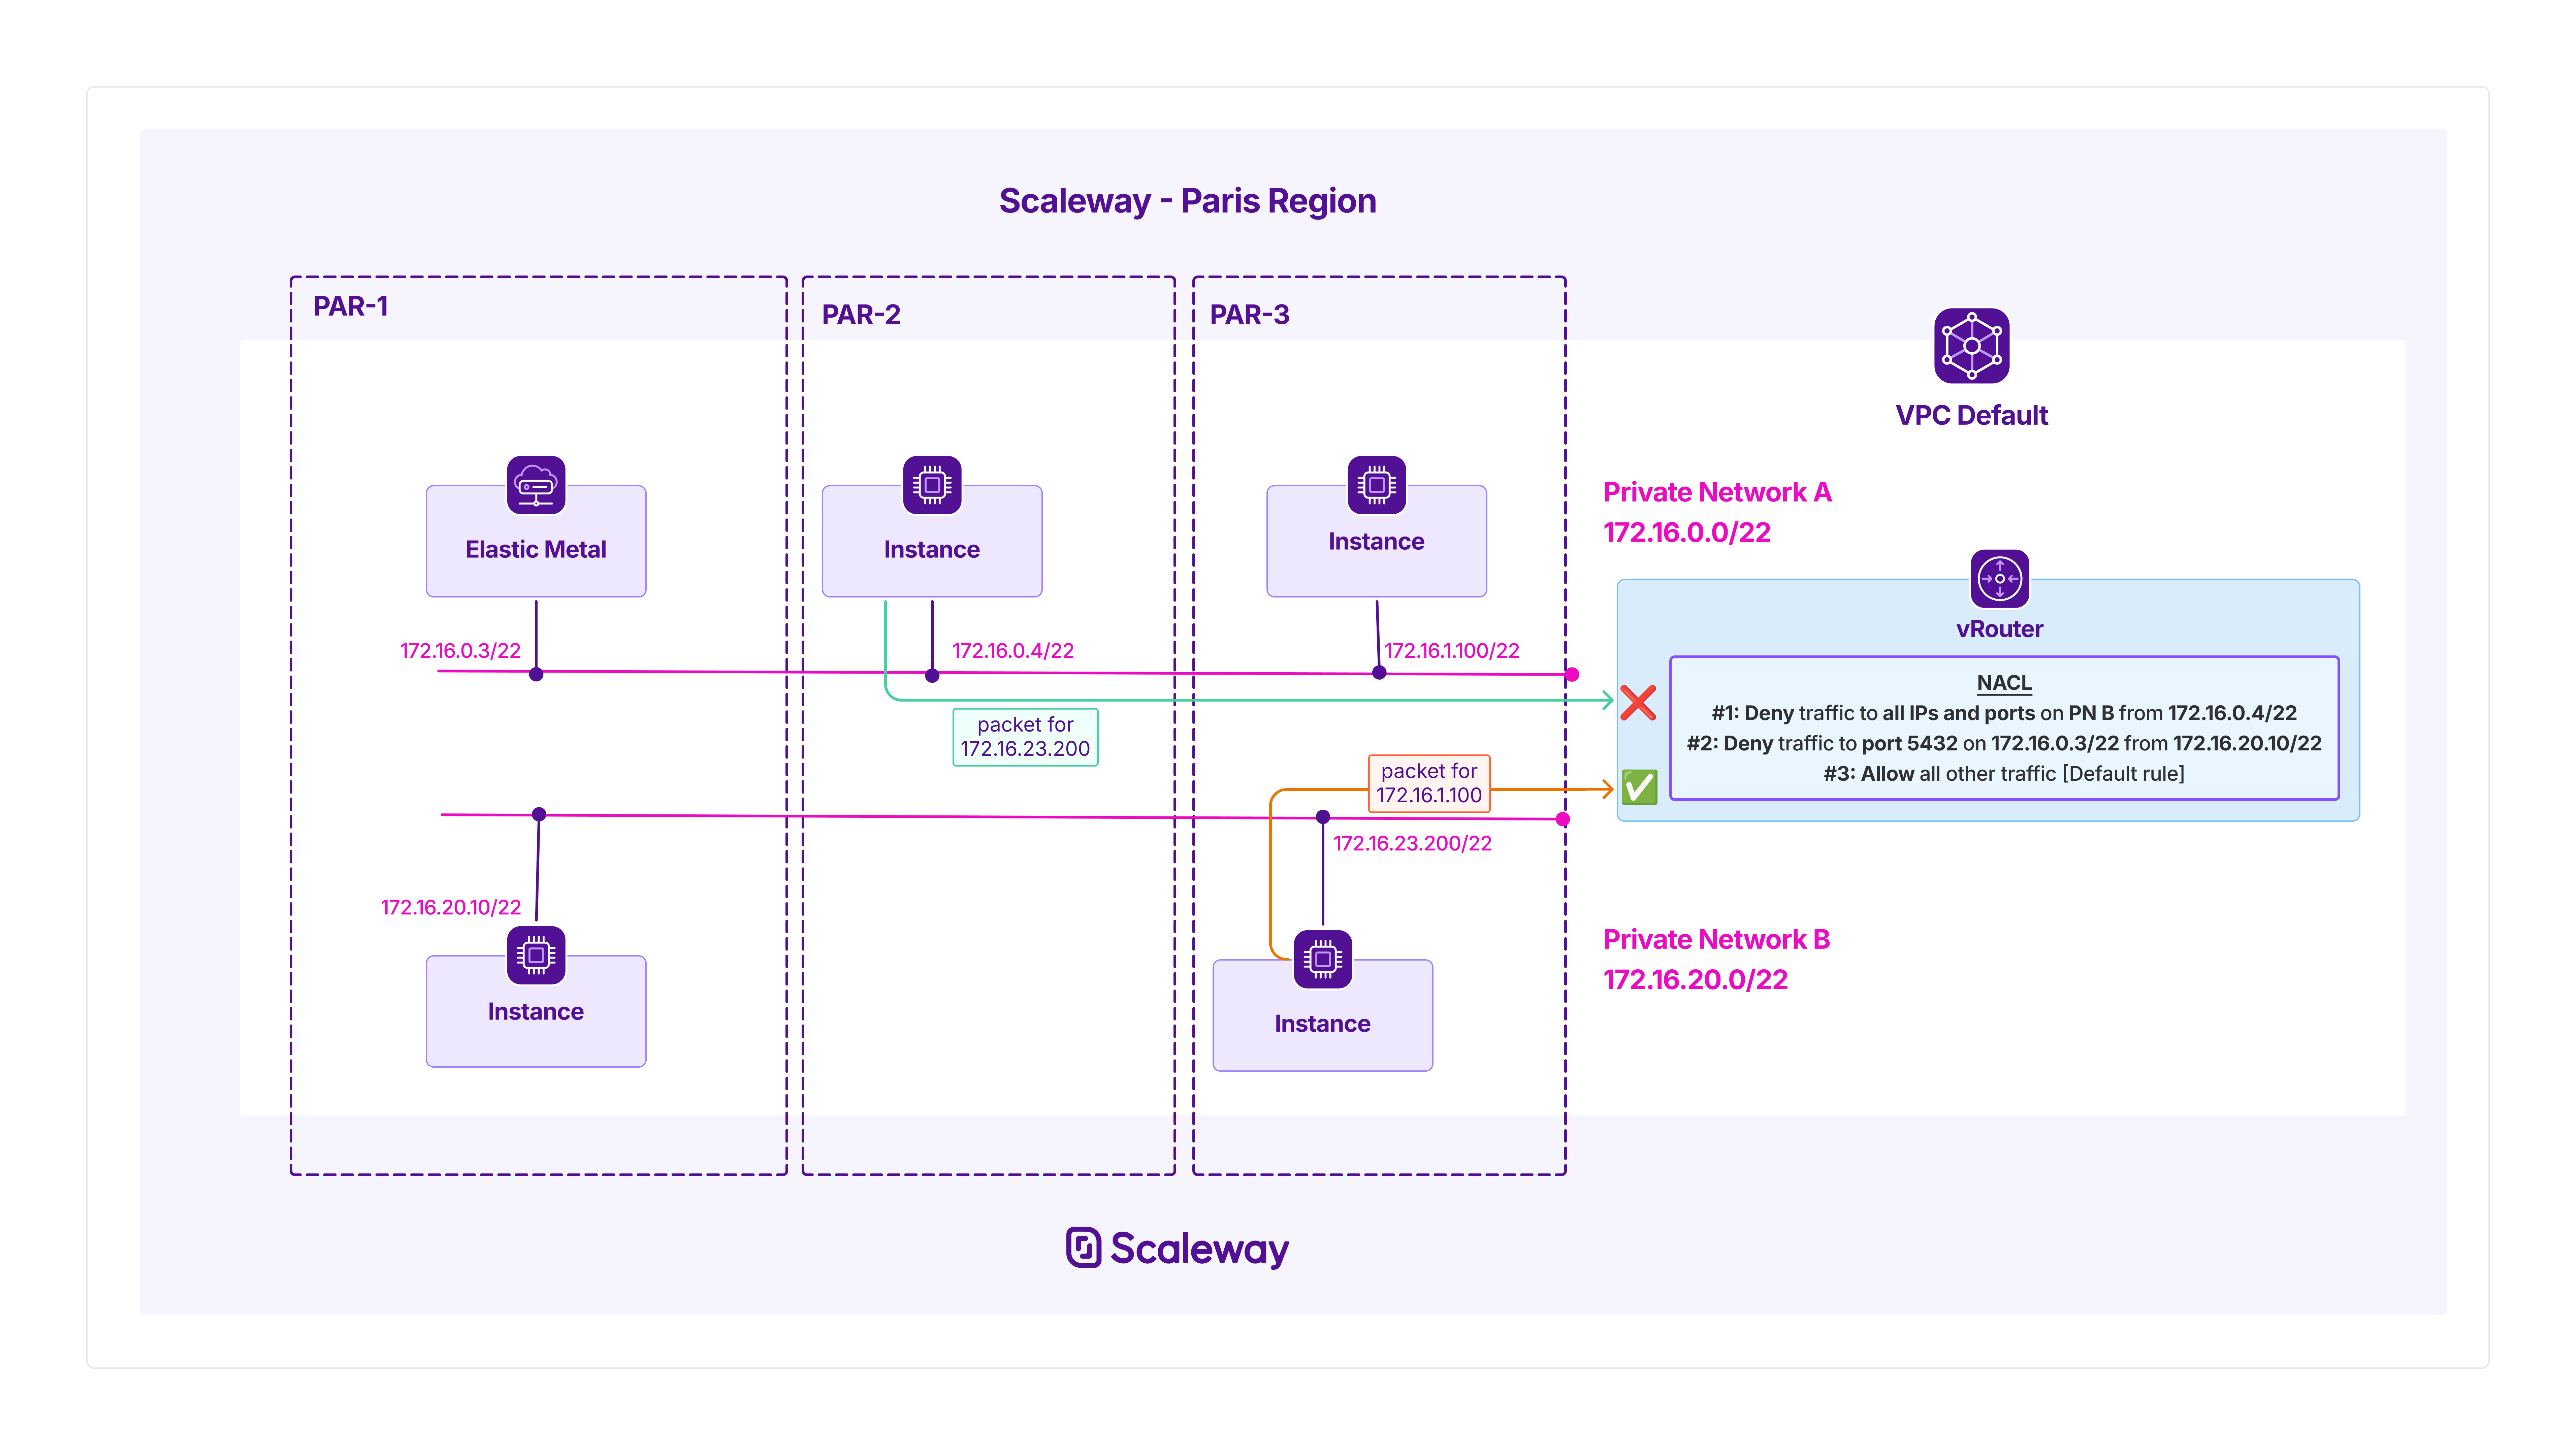 Scaleway - Paris Region
PAR-1
PAR-2
PAR-3
VPC Default
Elastic Metal
Instance
Instance
Private Network A
172.16.0.0/22
172.16.0.3/22
172.16.0.4/22
172.16.1.100/22
vRouter
NACL
#1: Deny traffic to all IPs and ports on PN B from 172.16.0.4/22
#2: Deny traffic to port 5432 on 172.16.0.3/22 from 172.16.20.10/22
#3: Allow all other traffic [Default rule]
packet for
172.16.23.200
packet for
172.16.1.100
172.16.23.200/22
172.16.20.10/22
Private Network B
172.16.20.0/22
Instance
Instance
Scaleway